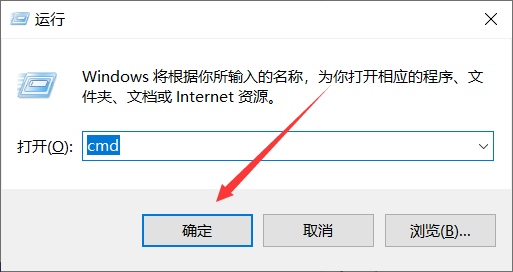 运行
Windows 将根据你所输入的名称，为你打开相应的程序、文
件夹、文档或 Internet 资源。
打开(O): cmd
确定 取消 浏览(B)...